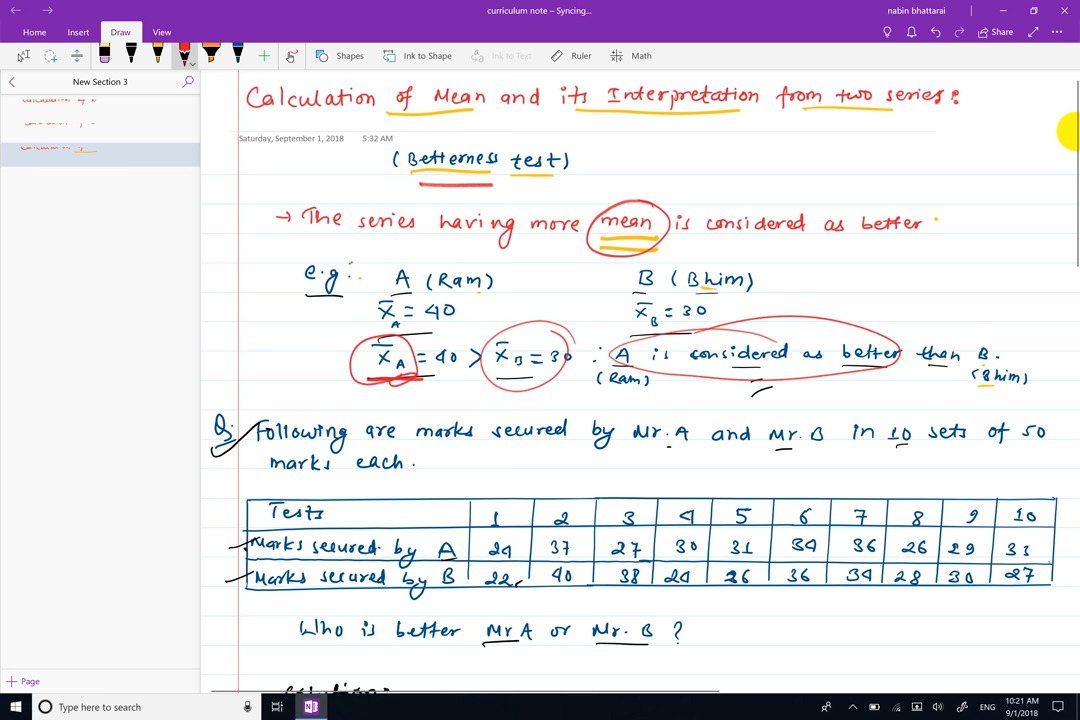 curriculum note - Syncing...
nabin bhattarai
Home Insert Draw View
Share
Shapes Ink to Shape Ink to Text Ruler Math
New Section 3
Calculation of Mean and its Interpretation from two series:
Saturday, September 1, 2018 5:32 AM
(Betterness test)
→ The series having more mean is considered as better.
e.g: A (Ram) B (Bhim)
X̅A = 40 X̅B = 30
X̅A = 40 > X̅B = 30 ∴ A is considered as better than B.
(Ram) (Bhim)
Q: Following are marks secured by Mr. A and Mr. B in 10 sets of 50
marks each.
Tests 1 2 3 4 5 6 7 8 9 10
Marks secured by A 24 37 27 30 31 34 36 26 29 33
Marks secured by B 22 40 38 24 26 36 34 28 30 27
Who is better Mr A or Mr. B ?
Solution:
Page
Type here to search
ENG
10:21 AM
9/1/2018